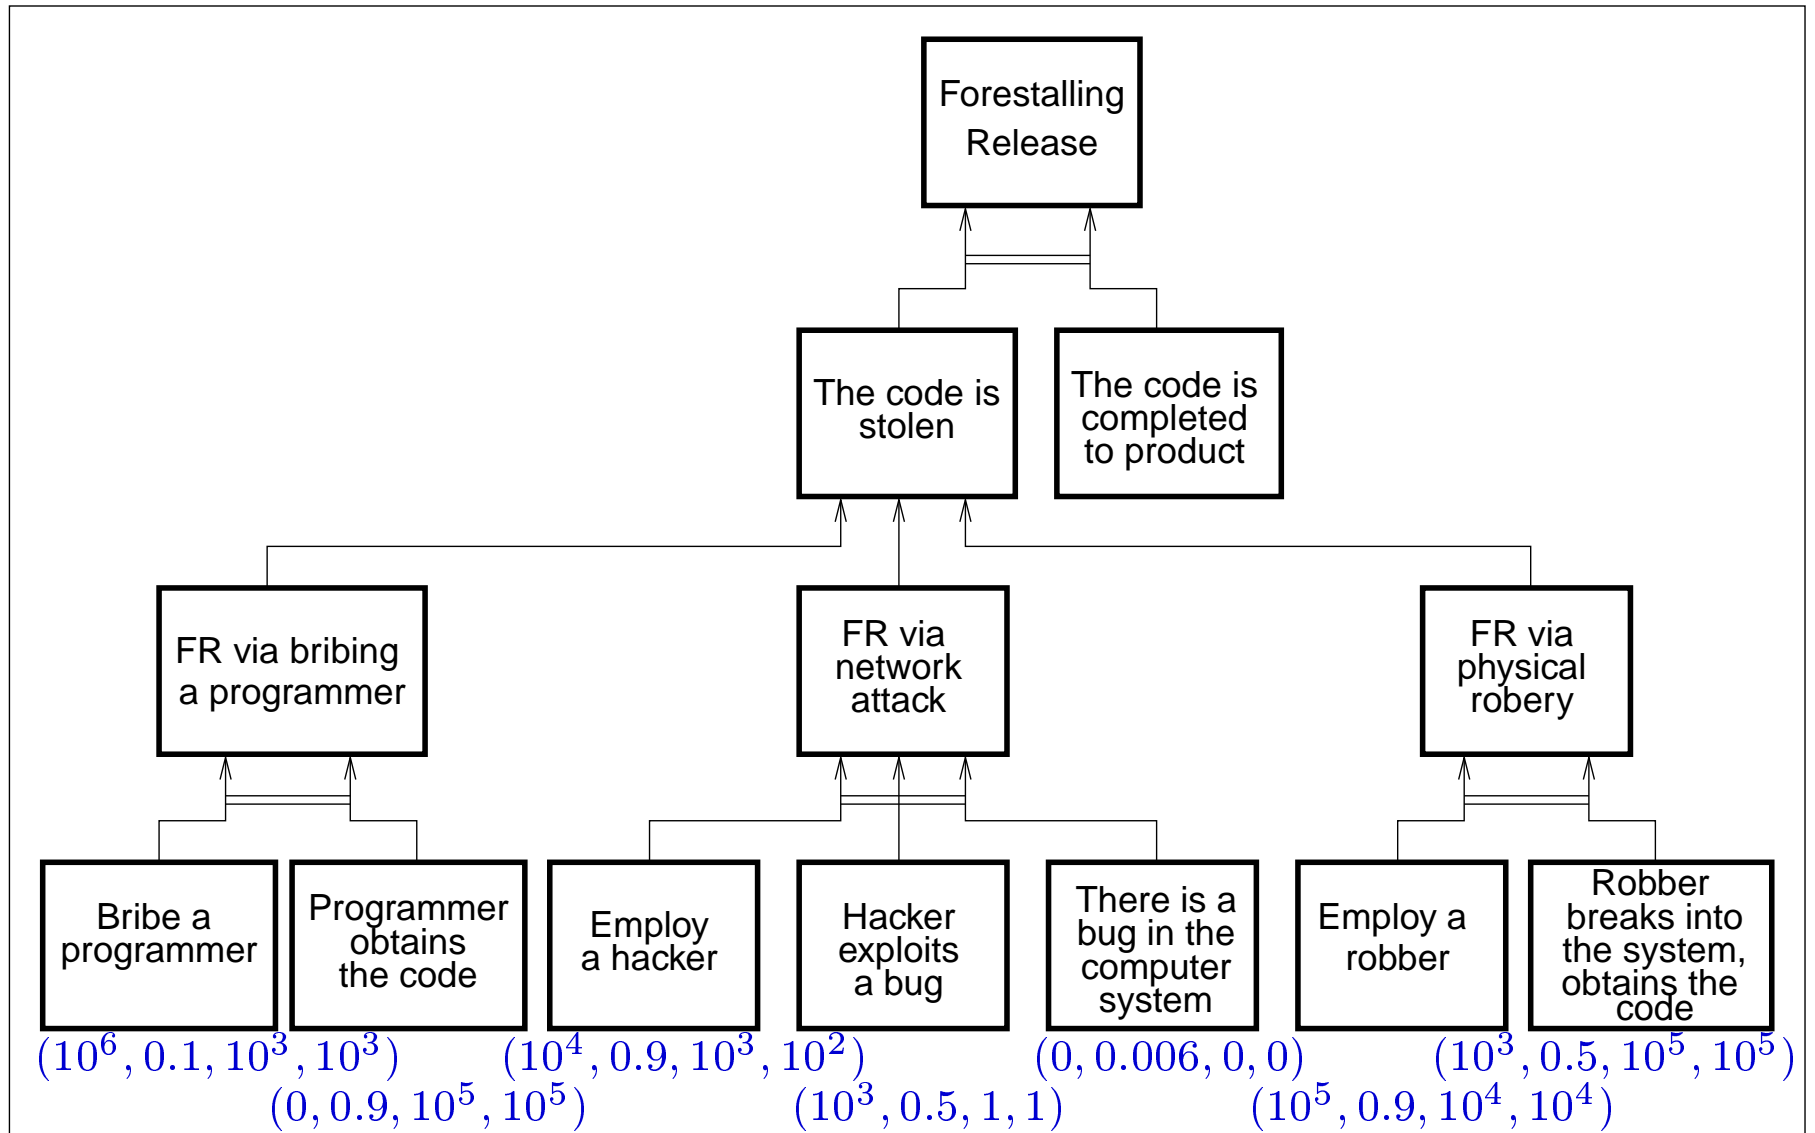 Forestalling
Release
The code is
stolen
The code is
completed
to product
FR via bribing
a programmer
FR via
network
attack
FR via
physical
robery
Bribe a
programmer
Programmer
obtains
the code
Employ
a hacker
Hacker
exploits
a bug
There is a
bug in the
computer
system
Employ a
robber
Robber
breaks into
the system,
obtains the
code
(10^6, 0.1, 10^3, 10^3)
(10^4, 0.9, 10^3, 10^2)
(0, 0.006, 0, 0)
(10^3, 0.5, 10^5, 10^5)
(0, 0.9, 10^5, 10^5)
(10^3, 0.5, 1, 1)
(10^5, 0.9, 10^4, 10^4)